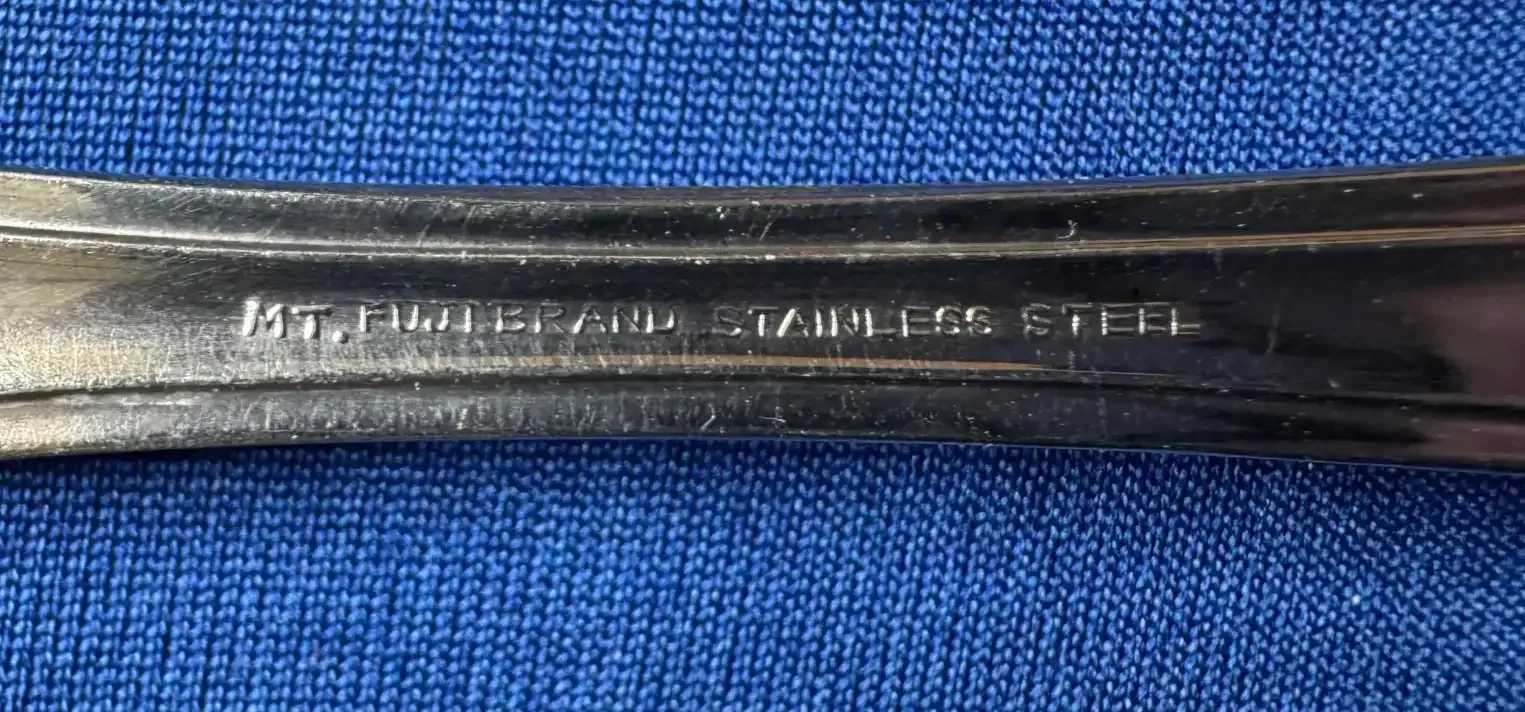 MT. FUJI BRAND STAINLESS STEEL